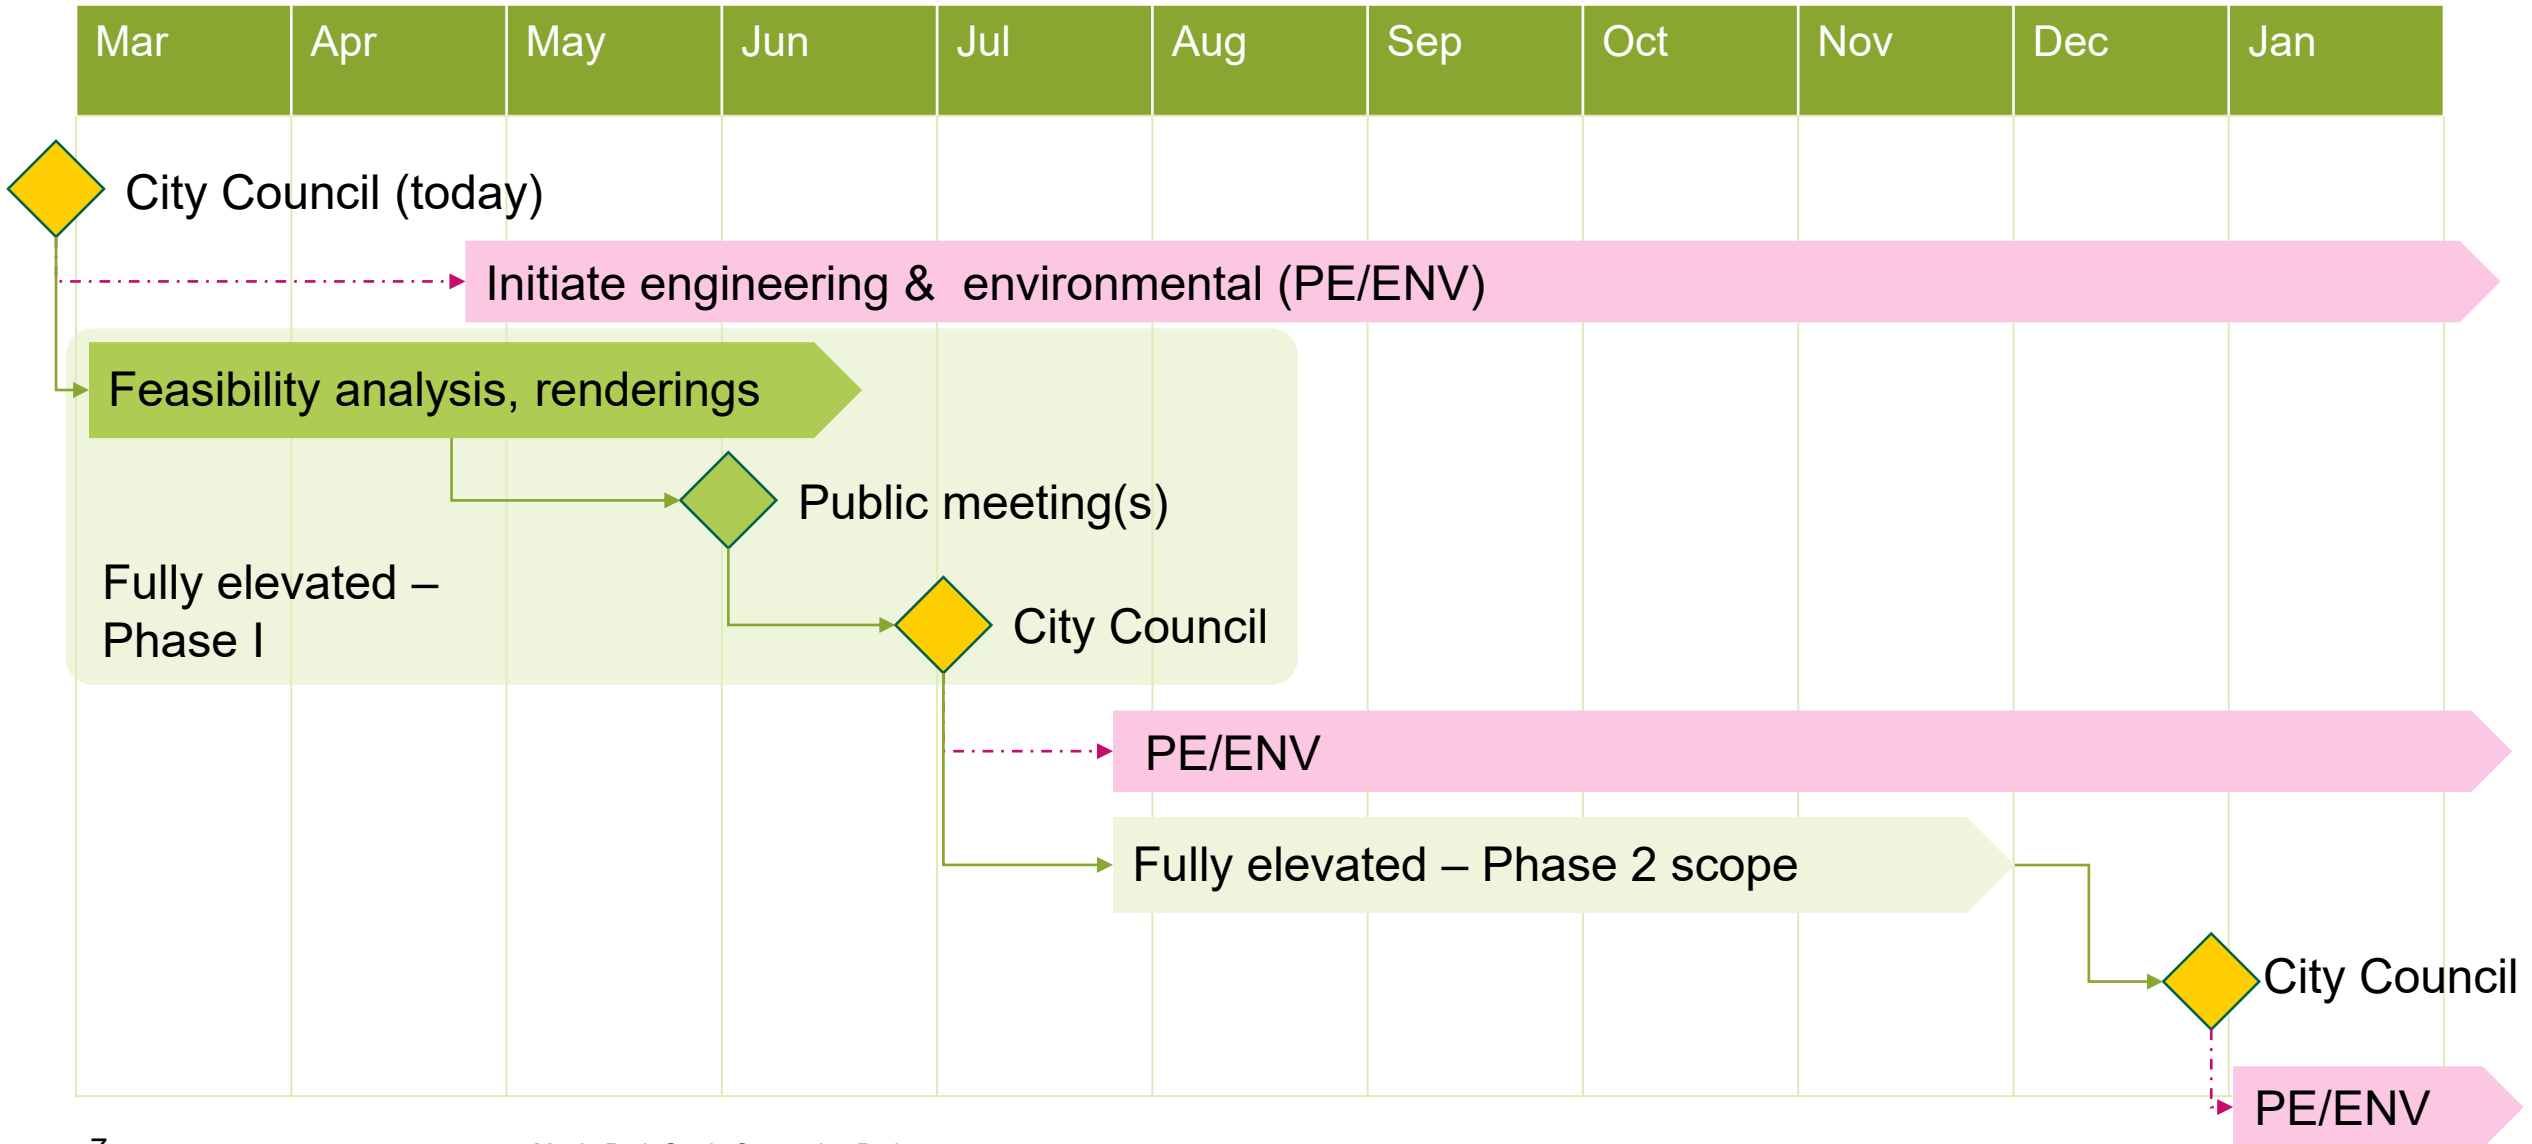 Mar Apr May Jun Jul Aug Sep Oct Nov Dec Jan
City Council (today)
Initiate engineering & environmental (PE/ENV)
Feasibility analysis, renderings
Public meeting(s)
Fully elevated –
Phase I
City Council
PE/ENV
Fully elevated – Phase 2 scope
City Council
PE/ENV